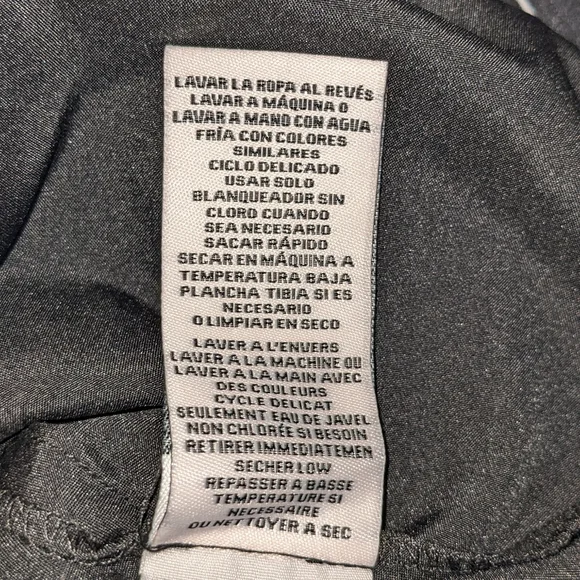 LAVAR LA ROPA AL REVÉS
LAVAR A MÁQUINA O
LAVAR A MANO CON AGUA
FRÍA CON COLORES
SIMILARES
CICLO DELICADO
USAR SOLO
BLANQUEADOR SIN
CLORO CUANDO
SEA NECESARIO
SACAR RÁPIDO
SECAR EN MÁQUINA A
TEMPERATURA BAJA
PLANCHA TIBIA SI ES
NECESARIO
O LIMPIAR EN SECO
LAVER A L'ENVERS
LAVER A LA MACHINE OU
LAVER A LA MAIN AVEC
DES COULEURS
CYCLE DELICAT
SEULEMENT EAU DE JAVEL
NON CHLORÉE SI BESOIN
RETIRER IMMEDIATEMEN
SECHER LOW
REPASSER A BASSE
TEMPERATURE SI
NECESSAIRE
OU NETTOYER A SEC